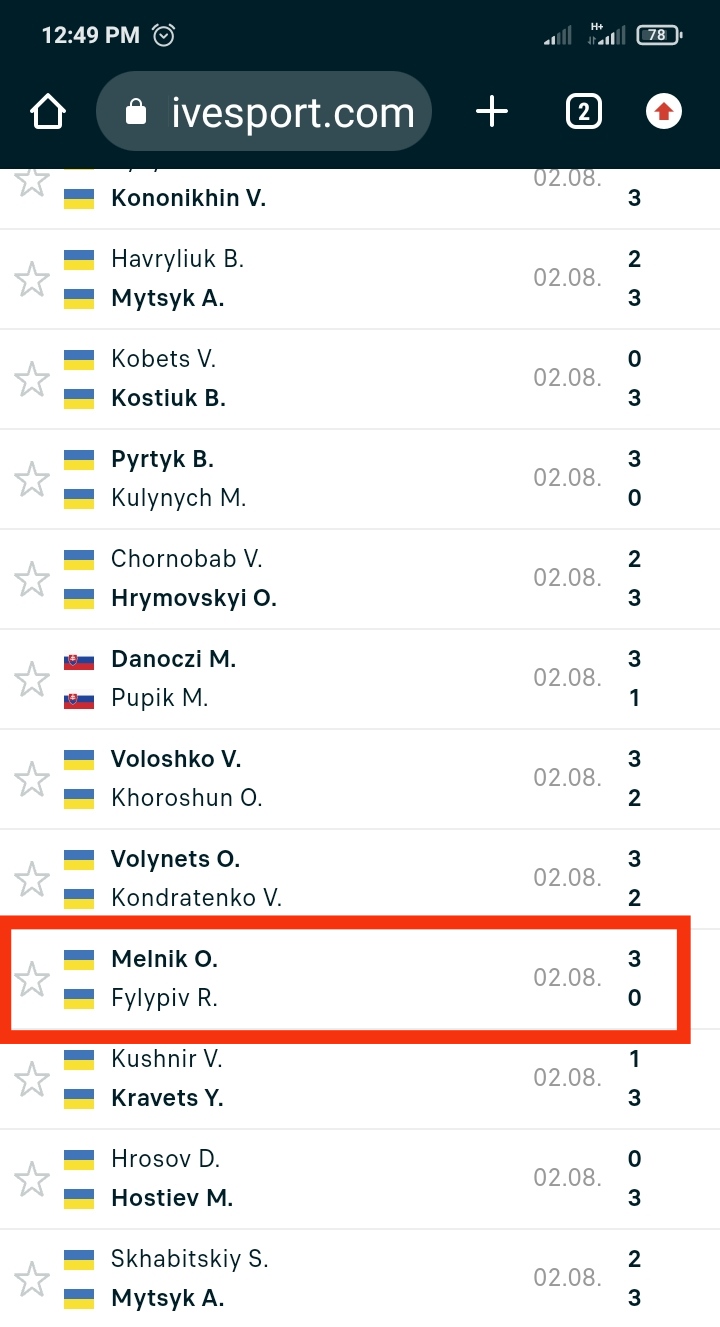 12:49 PM
H+
78
ivesport.com
2
02.08.
Kononikhin V. 3
Havryliuk B. 2
02.08.
Mytsyk A. 3
Kobets V. 0
02.08.
Kostiuk B. 3
Pyrtyk B. 3
02.08.
Kulynych M. 0
Chornobab V. 2
02.08.
Hrymovskyi O. 3
Danoczi M. 3
02.08.
Pupik M. 1
Voloshko V. 3
02.08.
Khoroshun O. 2
Volynets O. 3
02.08.
Kondratenko V. 2
Melnik O. 3
02.08.
Fylypiv R. 0
Kushnir V. 1
02.08.
Kravets Y. 3
Hrosov D. 0
02.08.
Hostiev M. 3
Skhabitskiy S. 2
02.08.
Mytsyk A. 3